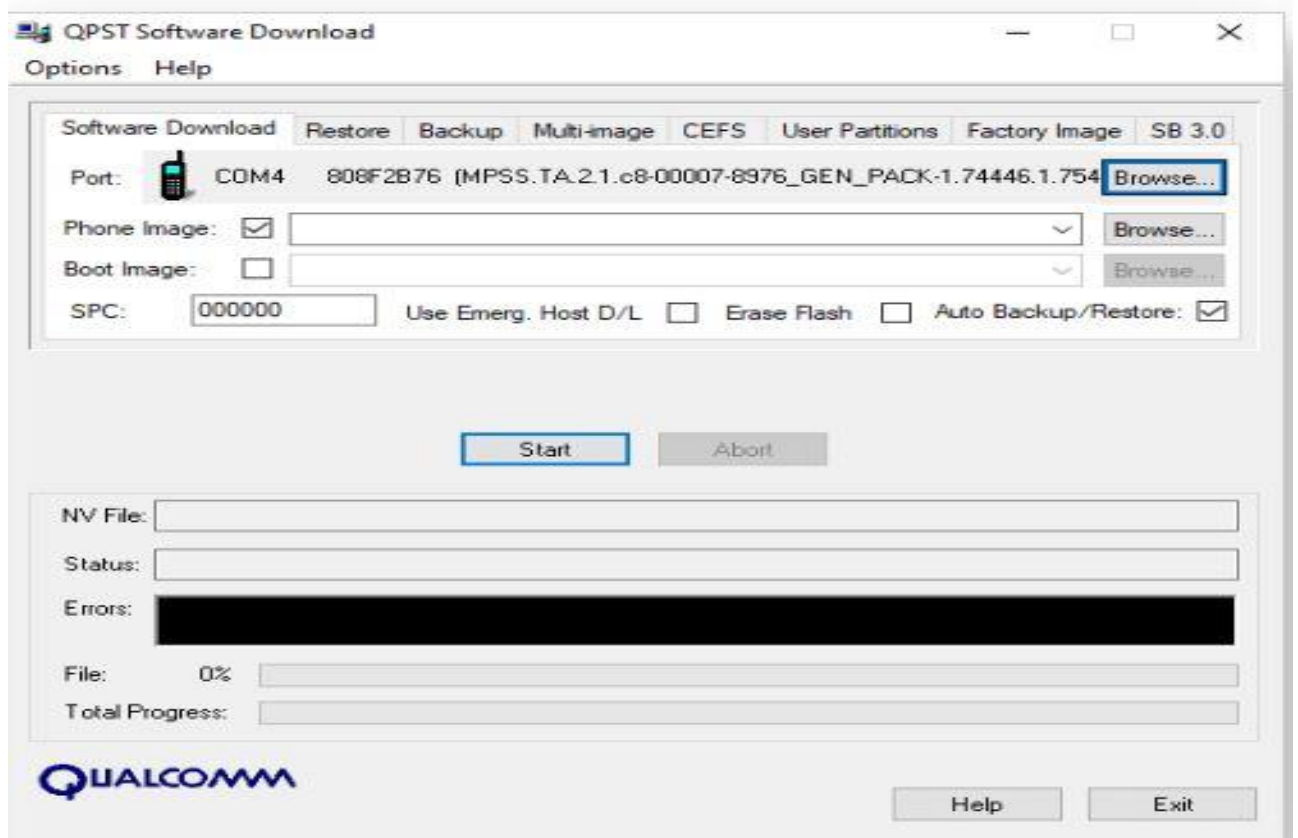 QPST Software Download
Options Help
Software Download Restore Backup Multi-image CEFS User Partitions Factory Image SB 3.0
Port: COM4 808F2B76 (MPSS.TA.2.1.c8-00007-8976_GEN_PACK-1.74446.1.754 Browse...
Phone Image: Browse...
Boot Image: Browse...
SPC: 000000 Use Emerg. Host D/L Erase Flash Auto Backup/Restore:
Start Abort
NV File:
Status:
Errors:
File: 0%
Total Progress:
QUALCOMM
Help Exit